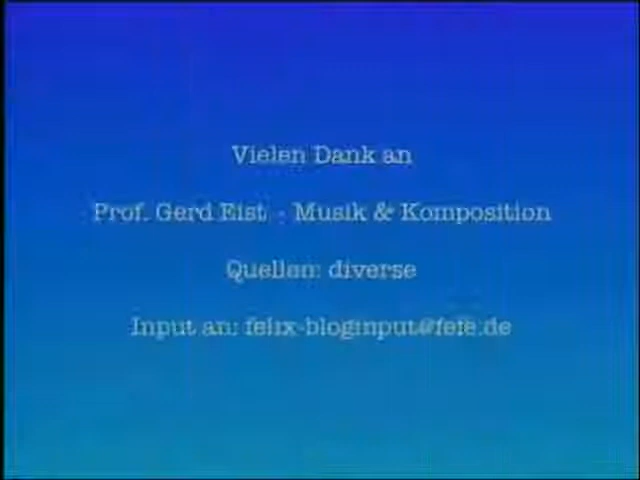 Vielen Dank an
Prof. Gerd Eist - Musik & Komposition
Quellen: diverse
Input an: felix-bloginput@fefe.de